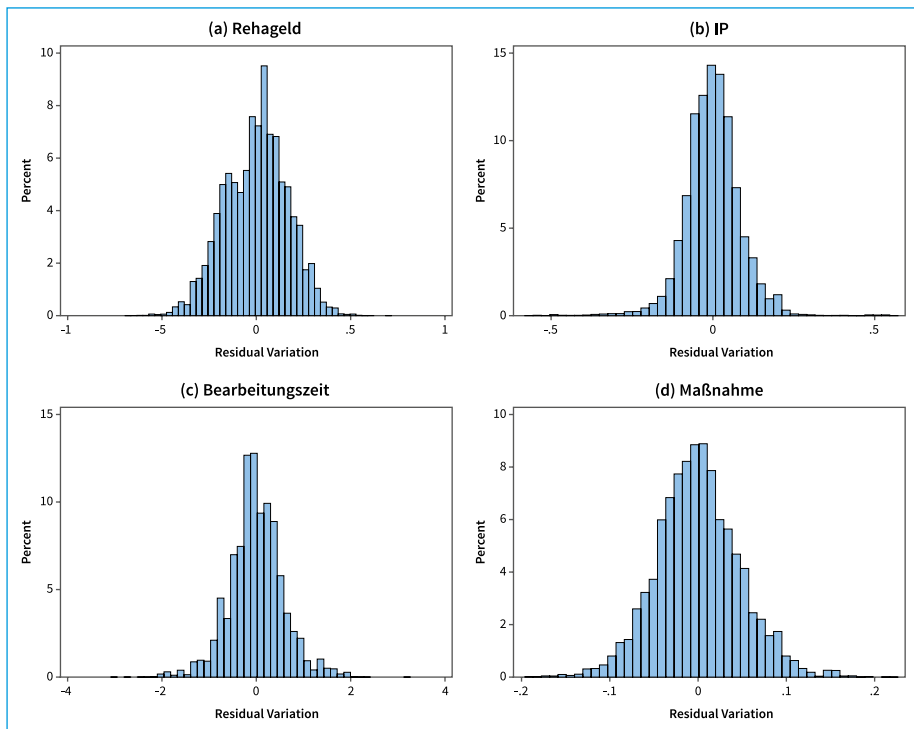 (a) Rehageld
10
8
6
4
2
0
Percent
-1 -5 0 .5 1
Residual Variation
(b) IP
15
10
5
0
Percent
-.5 0 .5
Residual Variation
(c) Bearbeitungszeit
15
10
5
0
Percent
-4 -2 0 2 4
Residual Variation
(d) Maßnahme
10
8
6
4
2
0
Percent
-.2 -.1 0 .1 .2
Residual Variation